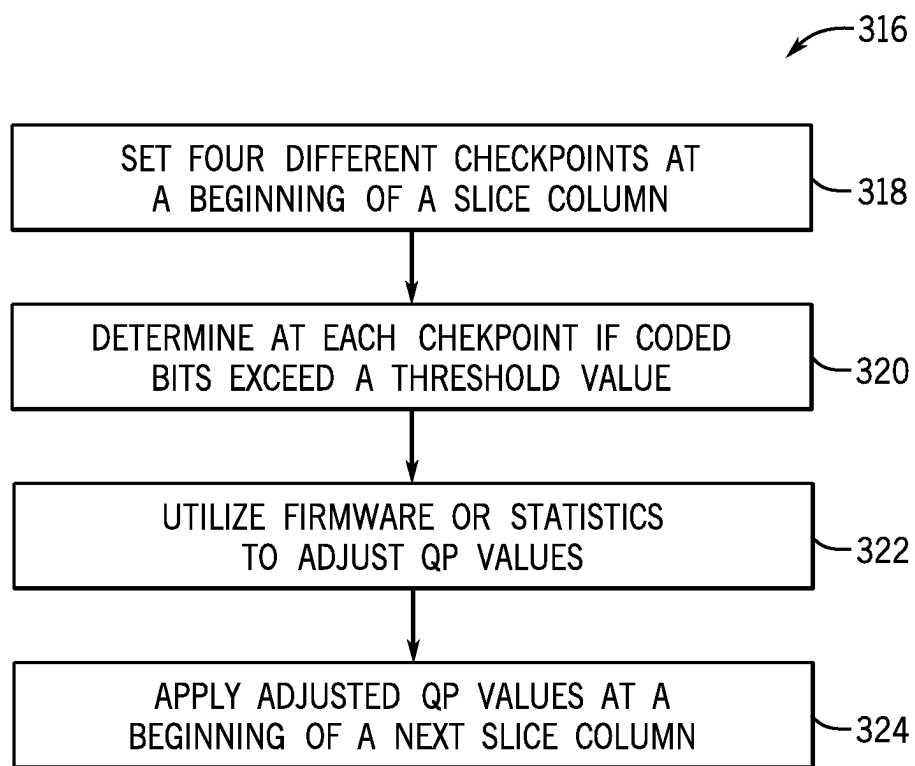 316
SET FOUR DIFFERENT CHECKPOINTS AT
A BEGINNING OF A SLICE COLUMN
318
DETERMINE AT EACH CHEKPOINT IF CODED
BITS EXCEED A THRESHOLD VALUE
320
UTILIZE FIRMWARE OR STATISTICS
TO ADJUST QP VALUES
322
APPLY ADJUSTED QP VALUES AT A
BEGINNING OF A NEXT SLICE COLUMN
324